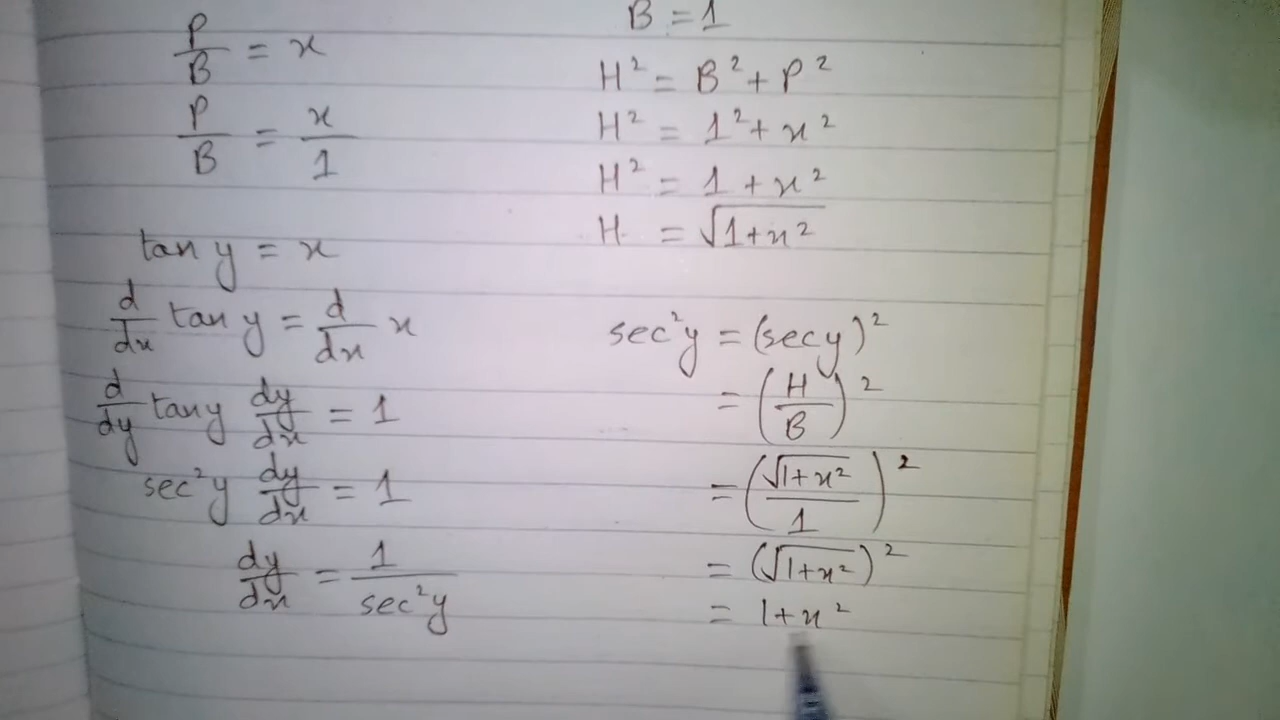 P/B = x
P/B = x/1
tan y = x
d/dx tan y = d/dx x
d/dy tan y dy/dx = 1
sec²y dy/dx = 1
dy/dx = 1/sec²y
B = 1
H² = B² + P²
H² = 1² + x²
H² = 1 + x²
H = √(1+x²)
sec²y = (sec y)²
= (H/B)²
= (√(1+x²)/1)²
= (√(1+x²))²
= 1+x²